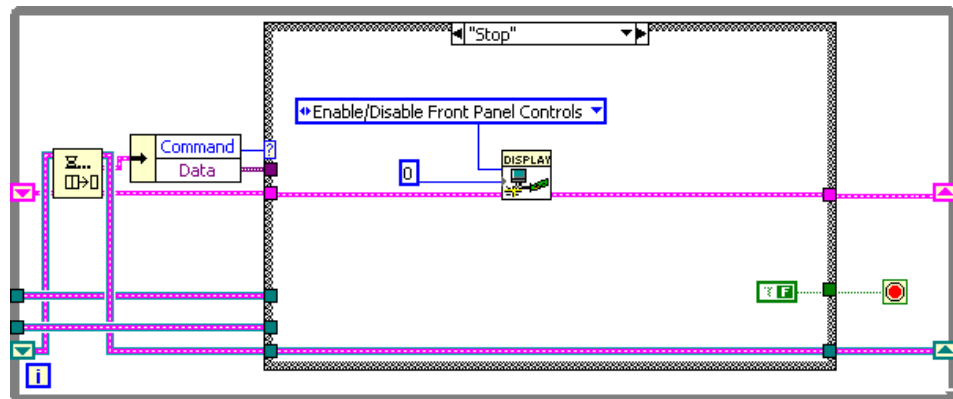 "Stop"
Enable/Disable Front Panel Controls
Command
Data
DISPLAY
0
?
F
i